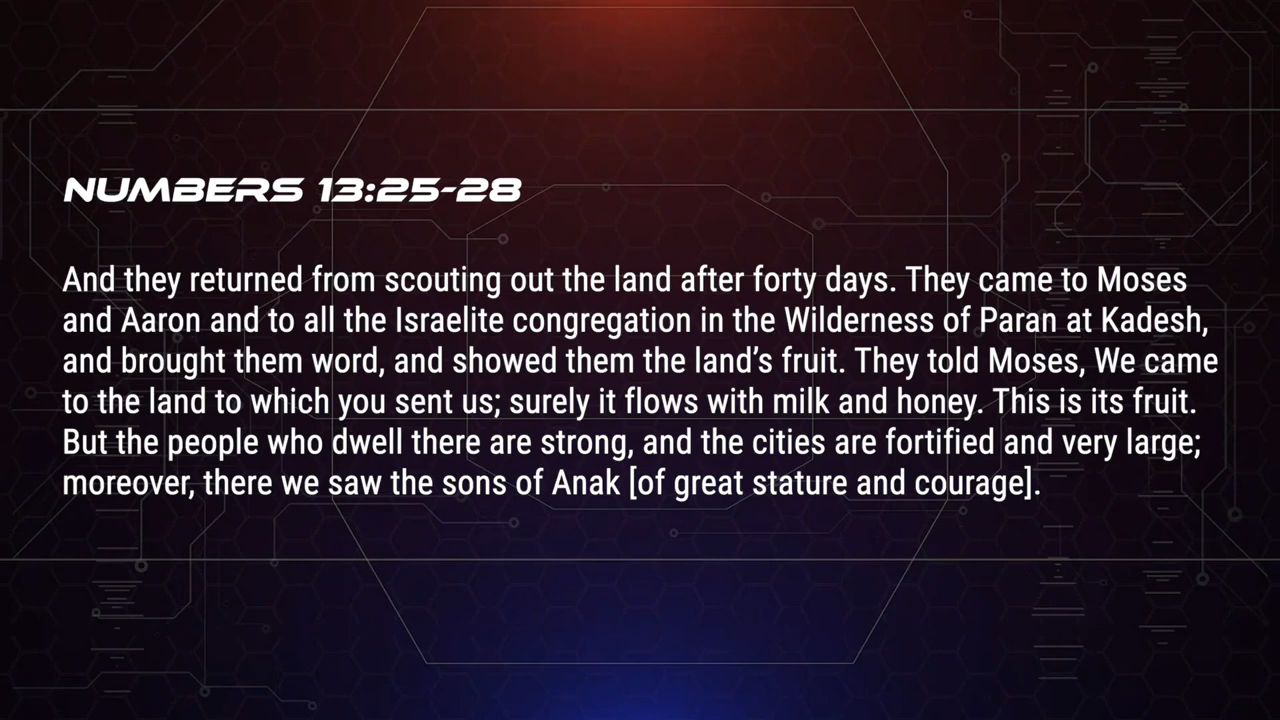 NUMBERS 13:25-28
And they returned from scouting out the land after forty days. They came to Moses
and Aaron and to all the Israelite congregation in the Wilderness of Paran at Kadesh,
and brought them word, and showed them the land’s fruit. They told Moses, We came
to the land to which you sent us; surely it flows with milk and honey. This is its fruit.
But the people who dwell there are strong, and the cities are fortified and very large;
moreover, there we saw the sons of Anak [of great stature and courage].